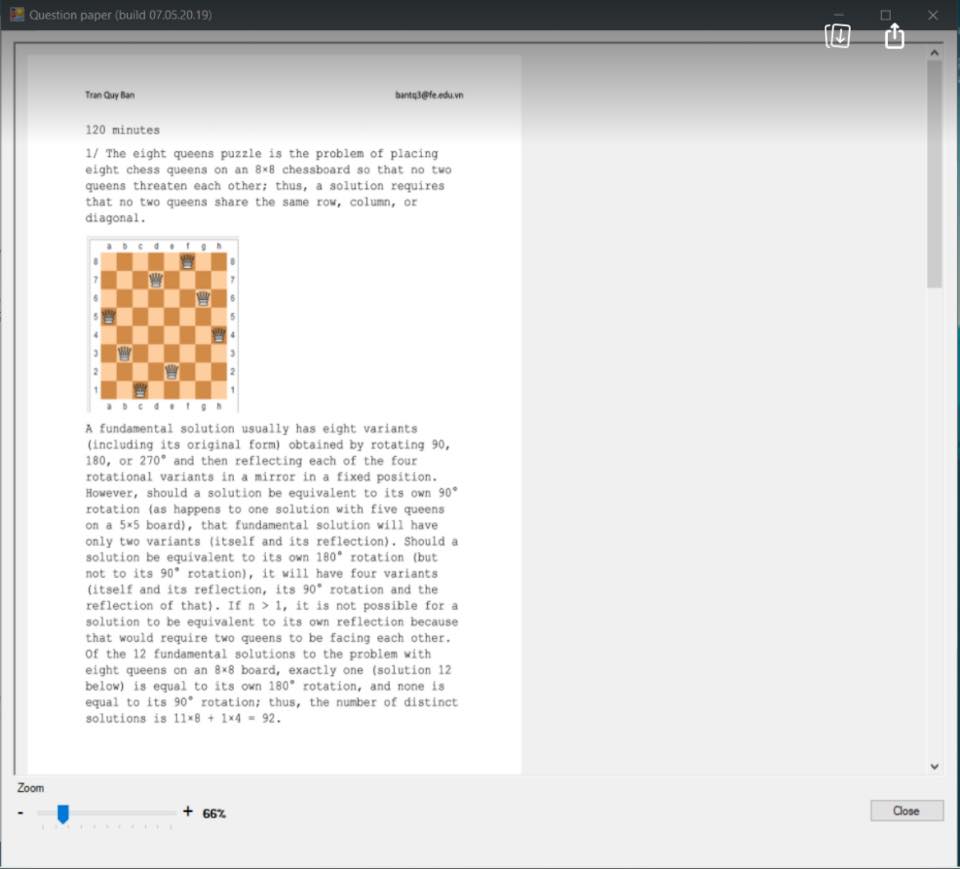 Question paper (build 07.05.20.19)
Tran Quy Ban bantq3@fe.edu.vn
120 minutes
1/ The eight queens puzzle is the problem of placing
eight chess queens on an 8×8 chessboard so that no two
queens threaten each other; thus, a solution requires
that no two queens share the same row, column, or
diagonal.
a b c d e f g h
8 8
7 7
6 6
5 5
4 4
3 3
2 2
1 1
a b c d e f g h
A fundamental solution usually has eight variants
(including its original form) obtained by rotating 90,
180, or 270° and then reflecting each of the four
rotational variants in a mirror in a fixed position.
However, should a solution be equivalent to its own 90°
rotation (as happens to one solution with five queens
on a 5×5 board), that fundamental solution will have
only two variants (itself and its reflection). Should a
solution be equivalent to its own 180° rotation (but
not to its 90° rotation), it will have four variants
(itself and its reflection, its 90° rotation and the
reflection of that). If n > 1, it is not possible for a
solution to be equivalent to its own reflection because
that would require two queens to be facing each other.
Of the 12 fundamental solutions to the problem with
eight queens on an 8×8 board, exactly one (solution 12
below) is equal to its own 180° rotation, and none is
equal to its 90° rotation; thus, the number of distinct
solutions is 11×8 + 1×4 = 92.
Zoom
- + 66%
Close